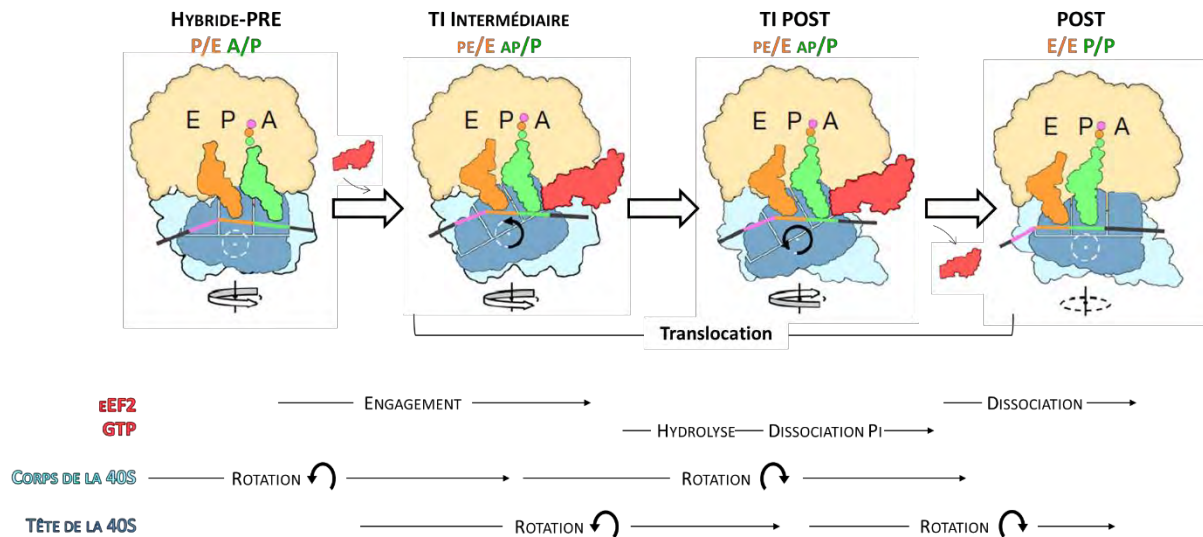 HYBRIDE-PRE TI INTERMÉDIAIRE TI POST POST
P/E A/P PE/E AP/P PE/E AP/P E/E P/P
E P A E P A E P A E P A
Translocation
EEF2 ENGAGEMENT DISSOCIATION
GTP HYDROLYSE DISSOCIATION PI
CORPS DE LA 40S ROTATION ROTATION
TÊTE DE LA 40S ROTATION ROTATION